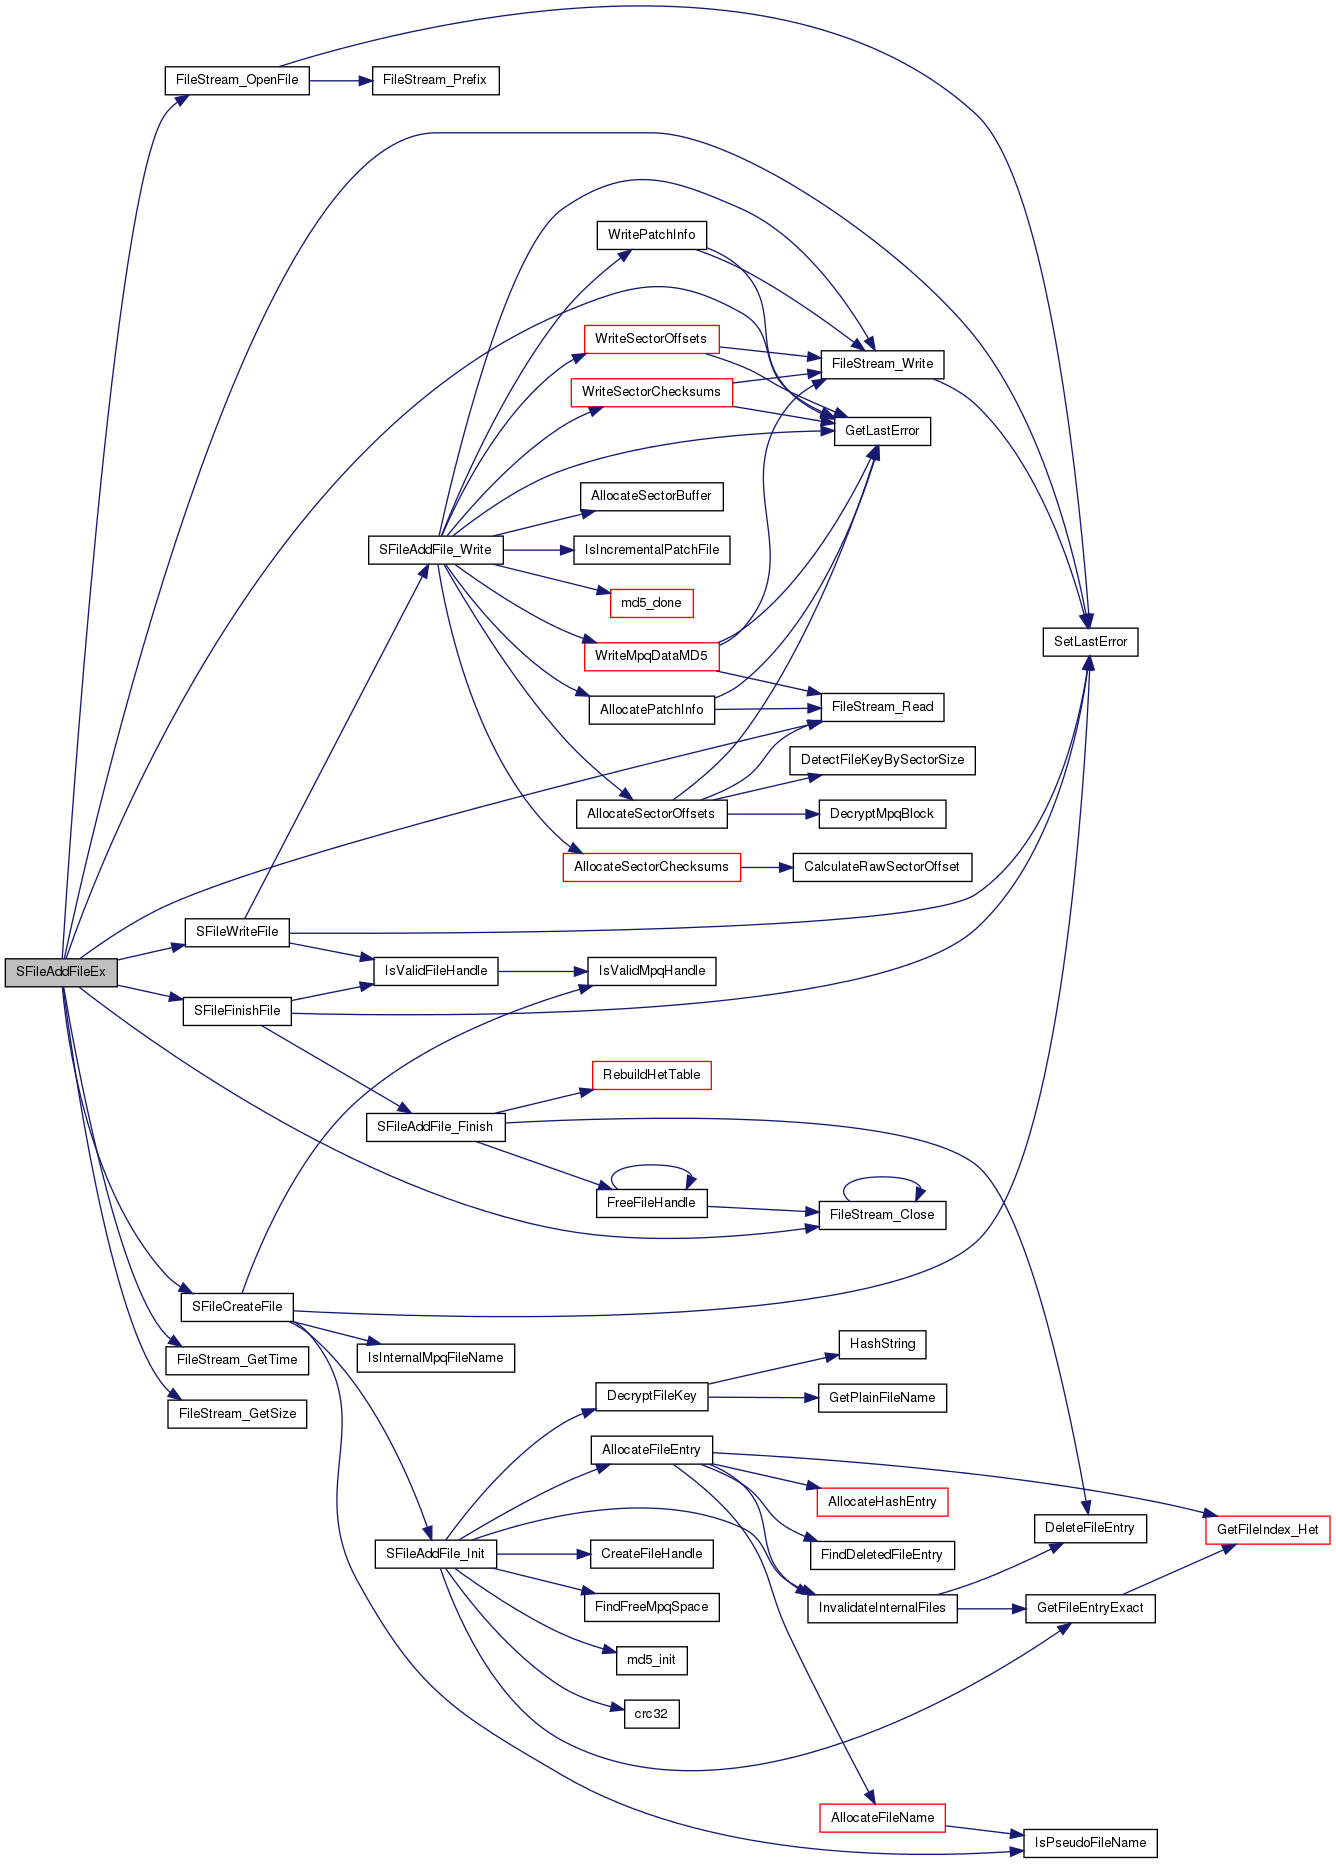 FileStream_OpenFile
FileStream_Prefix
WritePatchInfo
WriteSectorOffsets
FileStream_Write
WriteSectorChecksums
GetLastError
AllocateSectorBuffer
SFileAddFile_Write
IsIncrementalPatchFile
md5_done
SetLastError
WriteMpqDataMD5
AllocatePatchInfo
FileStream_Read
DetectFileKeyBySectorSize
AllocateSectorOffsets
DecryptMpqBlock
AllocateSectorChecksums
CalculateRawSectorOffset
SFileWriteFile
SFileAddFileEx
IsValidFileHandle
IsValidMpqHandle
SFileFinishFile
RebuildHetTable
SFileAddFile_Finish
FreeFileHandle
FileStream_Close
SFileCreateFile
HashString
FileStream_GetTime
IsInternalMpqFileName
DecryptFileKey
GetPlainFileName
FileStream_GetSize
AllocateFileEntry
AllocateHashEntry
DeleteFileEntry
GetFileIndex_Het
SFileAddFile_Init
CreateFileHandle
FindDeletedFileEntry
FindFreeMpqSpace
InvalidateInternalFiles
GetFileEntryExact
md5_init
crc32
AllocateFileName
IsPseudoFileName